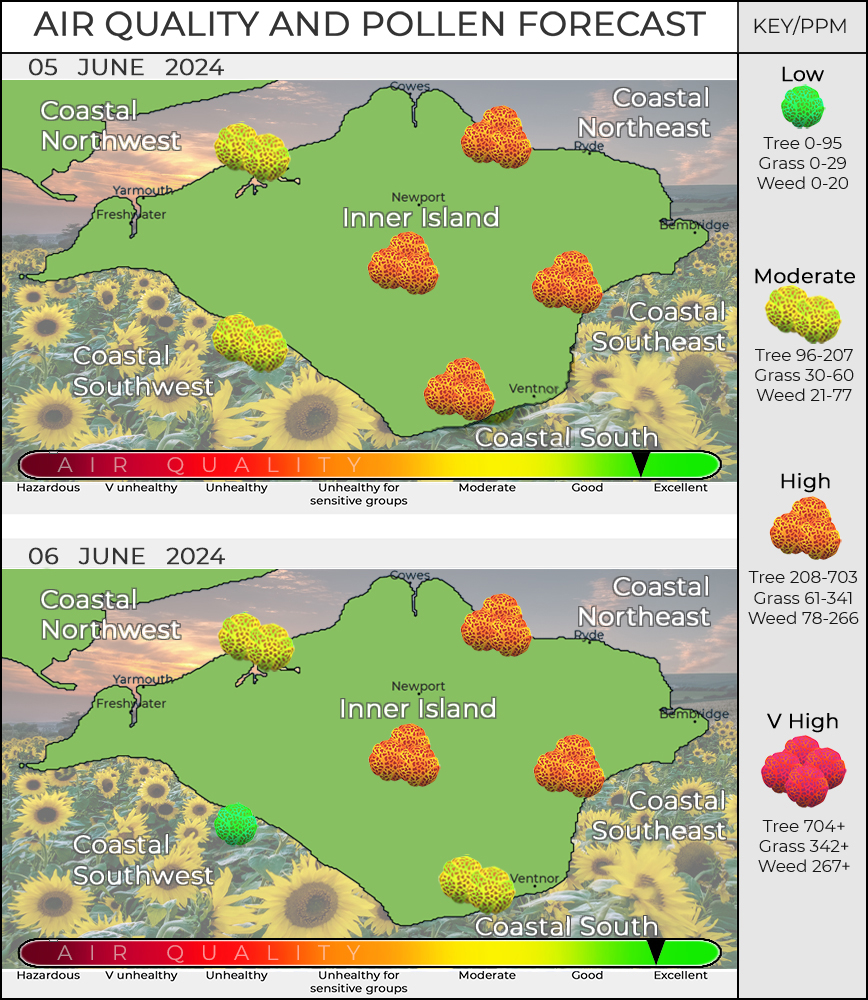 AIR QUALITY AND POLLEN FORECAST
KEY/PPM
05 JUNE 2024
Coastal
Northwest
Cowes
Coastal
Northeast
Ryde
Yarmouth
Freshwater
Newport
Inner Island
Bembridge
Coastal
Southeast
Coastal
Southwest
Ventnor
Coastal South
AIR QUALITY
Hazardous
V unhealthy
Unhealthy
Unhealthy for
sensitive groups
Moderate
Good
Excellent
06 JUNE 2024
Coastal
Northwest
Cowes
Coastal
Northeast
Ryde
Yarmouth
Freshwater
Newport
Inner Island
Bembridge
Coastal
Southeast
Coastal
Southwest
Ventnor
Coastal South
AIR QUALITY
Hazardous
V unhealthy
Unhealthy
Unhealthy for
sensitive groups
Moderate
Good
Excellent
Low
Tree 0-95
Grass 0-29
Weed 0-20
Moderate
Tree 96-207
Grass 30-60
Weed 21-77
High
Tree 208-703
Grass 61-341
Weed 78-266
V High
Tree 704+
Grass 342+
Weed 267+